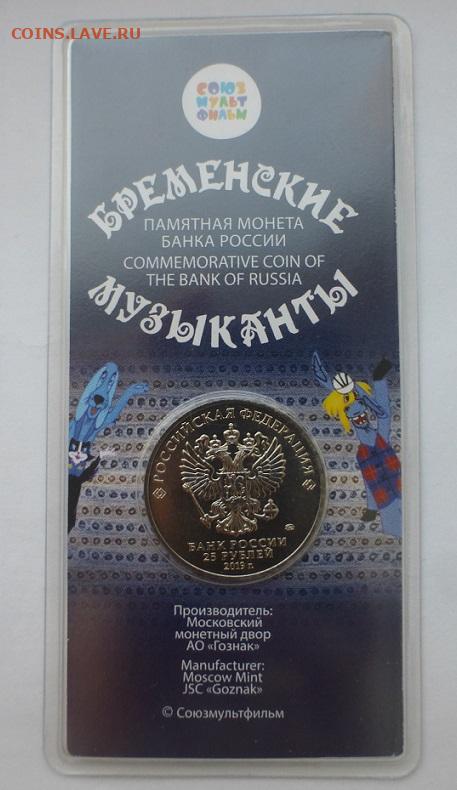 COINS.LAVE.RU
СОЮЗ
МУЛЬТ
ФИЛЬМ
БРЕМЕНСКИЕ
ПАМЯТНАЯ МОНЕТА
БАНКА РОССИИ
COMMEMORATIVE COIN OF
THE BANK OF RUSSIA
МУЗЫКАНТЫ
РОССИЙСКАЯ ФЕДЕРАЦИЯ
БАНК РОССИИ
25 РУБЛЕЙ
2019 г.
Производитель:
Московский
монетный двор
АО «Гознак»
Manufacturer:
Moscow Mint
JSC «Goznak»
© Союзмультфильм